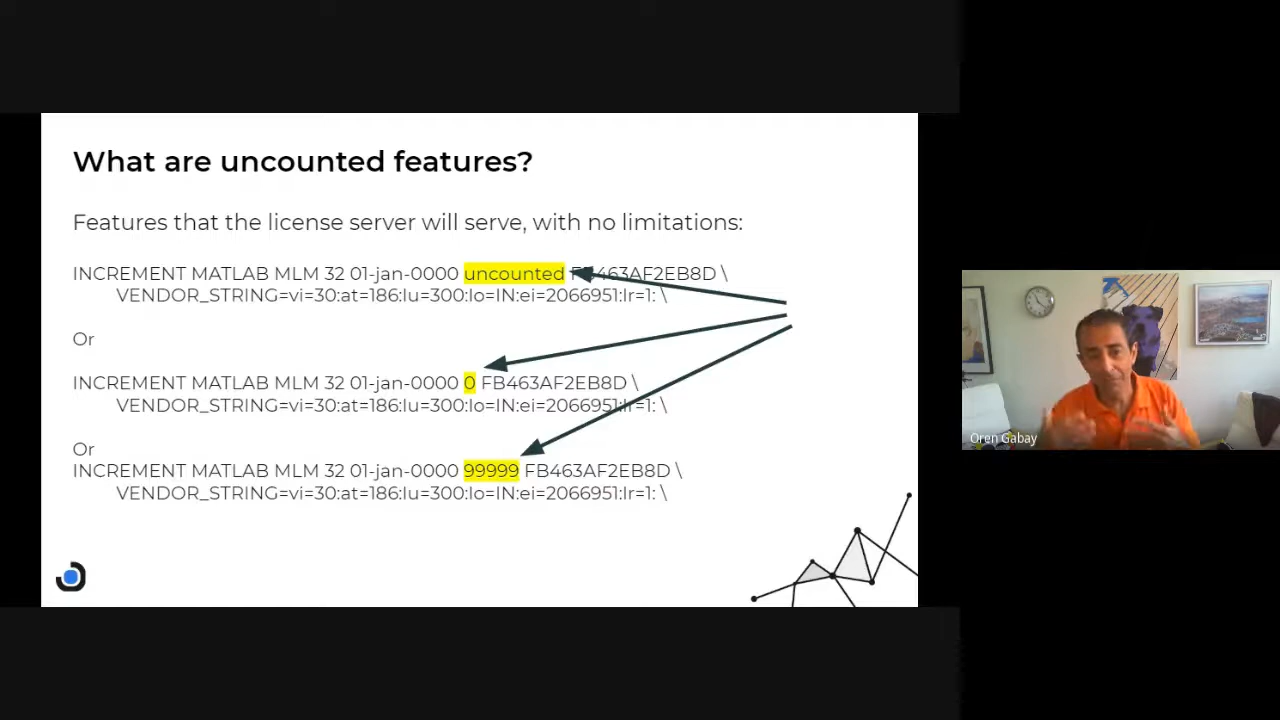 What are uncounted features?
Features that the license server will serve, with no limitations:
INCREMENT MATLAB MLM 32 01-jan-0000 uncounted FB463AF2EB8D \
VENDOR_STRING=vi=30:at=186:lu=300:lo=IN:ei=2066951:lr=1: \
Or
INCREMENT MATLAB MLM 32 01-jan-0000 0 FB463AF2EB8D \
VENDOR_STRING=vi=30:at=186:lu=300:lo=IN:ei=2066951:lr=1: \
Or
INCREMENT MATLAB MLM 32 01-jan-0000 99999 FB463AF2EB8D \
VENDOR_STRING=vi=30:at=186:lu=300:lo=IN:ei=2066951:lr=1: \
Oren Gabay